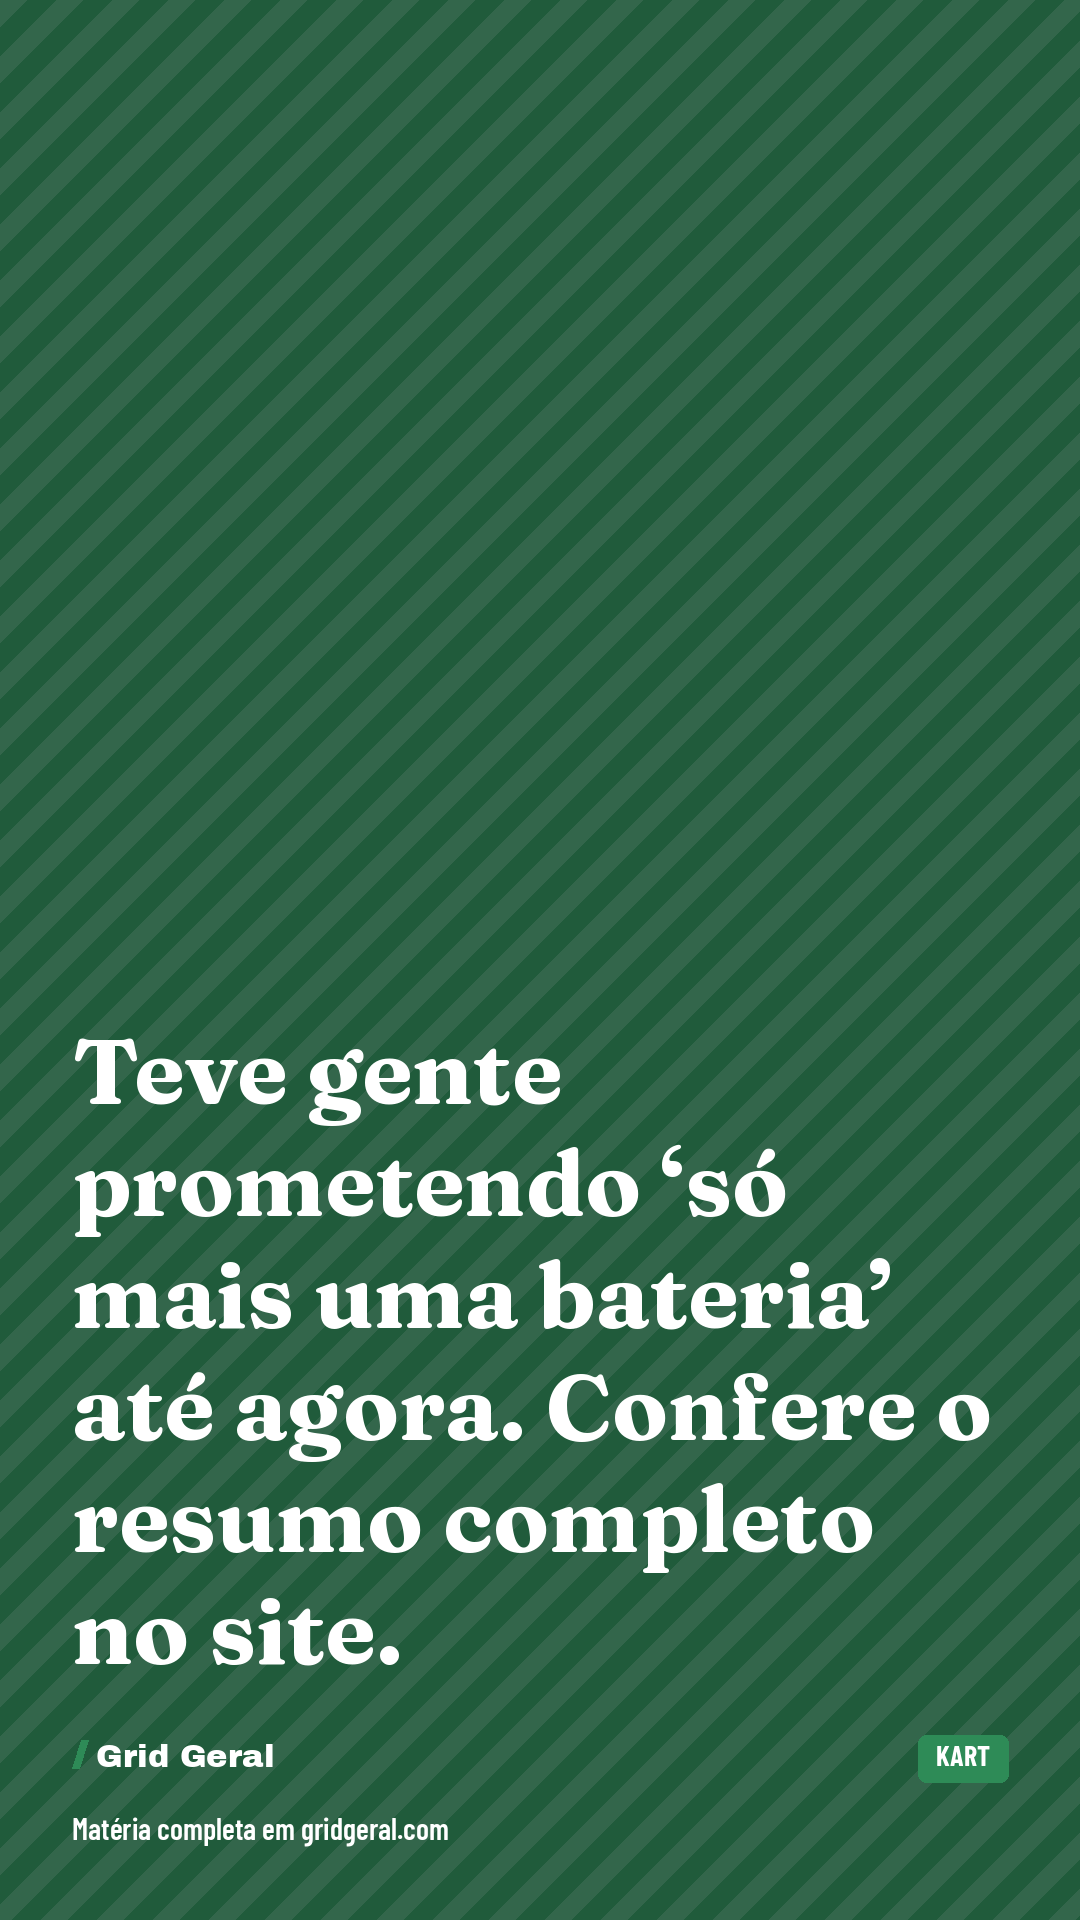 Teve gente
prometendo ‘só
mais uma bateria’
até agora. Confere o
resumo completo
no site.
/ Grid Geral
KART
Matéria completa em gridgeral.com